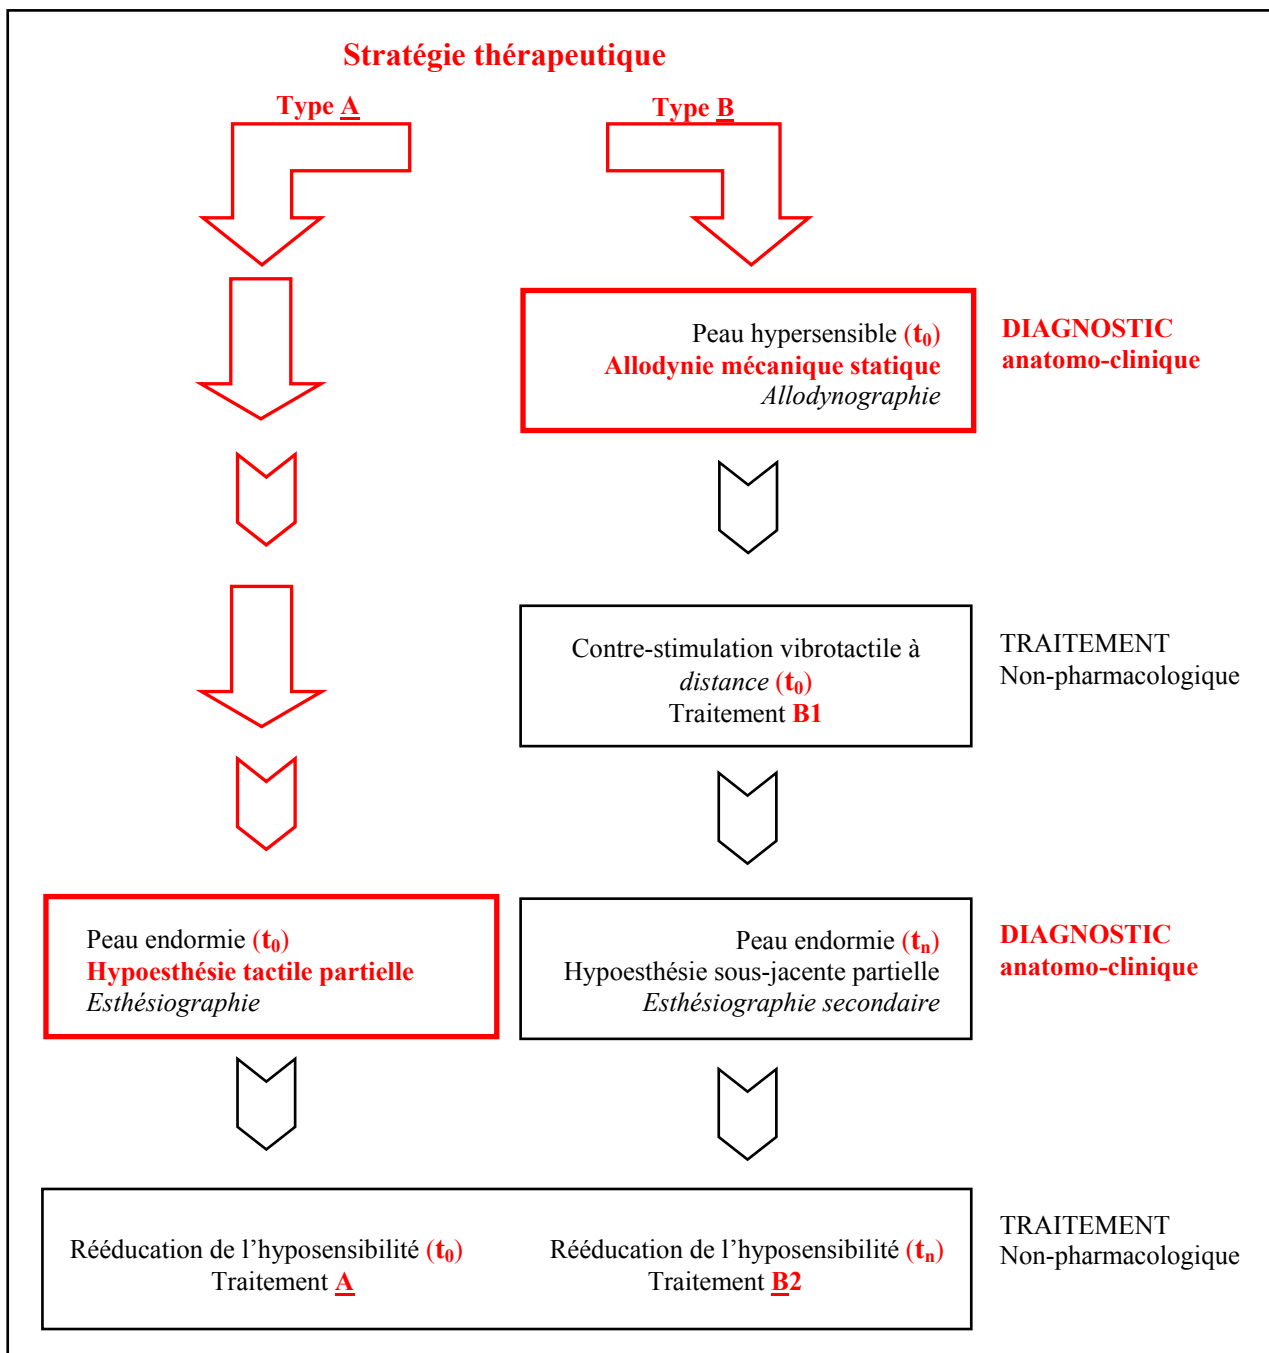 Stratégie thérapeutique
Type A
Type B
Peau hypersensible (t0)
Allodynie mécanique statique
Allodynographie
DIAGNOSTIC
anatomo-clinique
Contre-stimulation vibrotactile à
distance (t0)
Traitement B1
TRAITEMENT
Non-pharmacologique
Peau endormie (t0)
Hypoesthésie tactile partielle
Esthésiographie
Peau endormie (tn)
Hypoesthésie sous-jacente partielle
Esthésiographie secondaire
DIAGNOSTIC
anatomo-clinique
Rééducation de l’hyposensibilité (t0)
Traitement A
Rééducation de l’hyposensibilité (tn)
Traitement B2
TRAITEMENT
Non-pharmacologique